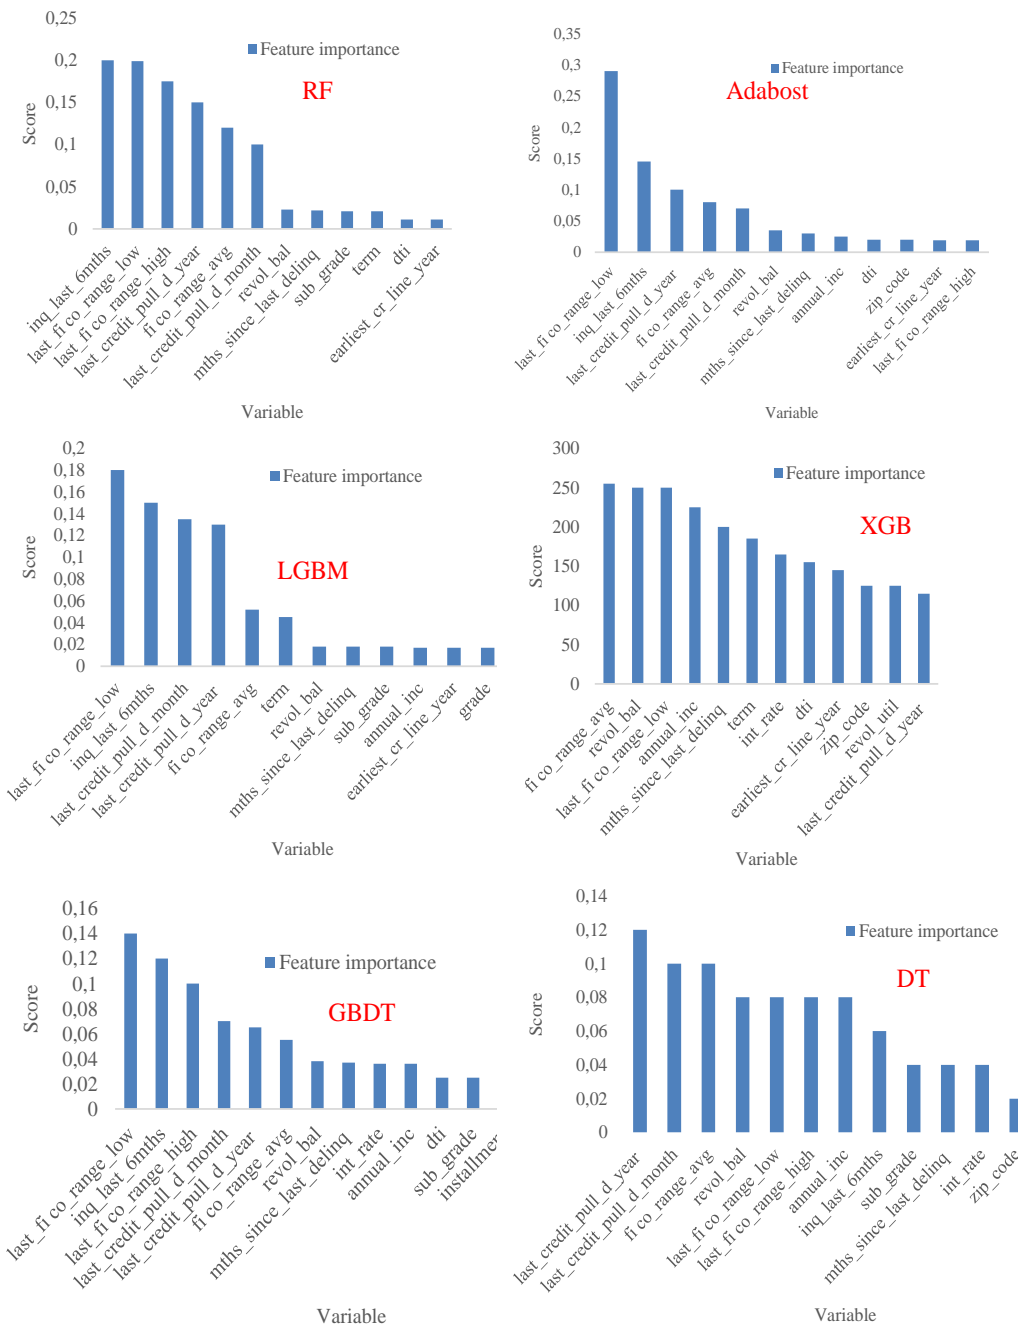 0,25
0,2
0,15
0,1
0,05
0
Score
Feature importance
RF
inq_last_6mths
last_fi co_range_low
last_fi co_range_high
last_credit_pull_d_year
fi co_range_avg
last_credit_pull_d_month
revol_bal
mths_since_last_delinq
sub_grade
term
dti
earliest_cr_line_year
Variable
0,35
0,3
0,25
0,2
0,15
0,1
0,05
0
Score
Feature importance
Adabost
last_fi co_range_low
inq_last_6mths
last_credit_pull_d_year
fi co_range_avg
last_credit_pull_d_month
revol_bal
mths_since_last_delinq
annual_inc
dti
zip_code
earliest_cr_line_year
last_fi co_range_high
Variable
0,2
0,18
0,16
0,14
0,12
0,1
0,08
0,06
0,04
0,02
0
Score
Feature importance
LGBM
last_fi co_range_low
inq_last_6mths
last_credit_pull_d_month
last_credit_pull_d_year
fi co_range_avg
term
revol_bal
mths_since_last_delinq
sub_grade
annual_inc
earliest_cr_line_year
grade
Variable
300
250
200
150
100
50
0
Score
Feature importance
XGB
fi co_range_avg
revol_bal
last_fi co_range_low
annual_inc
mths_since_last_delinq
term
int_rate
dti
earliest_cr_line_year
zip_code
revol_util
last_credit_pull_d_year
Variable
0,16
0,14
0,12
0,1
0,08
0,06
0,04
0,02
0
Score
Feature importance
GBDT
last_fi co_range_low
inq_last_6mths
last_fi co_range_high
last_credit_pull_d_month
last_credit_pull_d_year
fi co_range_avg
revol_bal
mths_since_last_delinq
int_rate
annual_inc
dti
sub_grade
installmen
Variable
0,14
0,12
0,1
0,08
0,06
0,04
0,02
0
Score
Feature importance
DT
last_credit_pull_d_year
last_credit_pull_d_month
fi co_range_avg
revol_bal
last_fi co_range_low
last_fi co_range_high
annual_inc
inq_last_6mths
sub_grade
mths_since_last_delinq
int_rate
zip_code
Variable